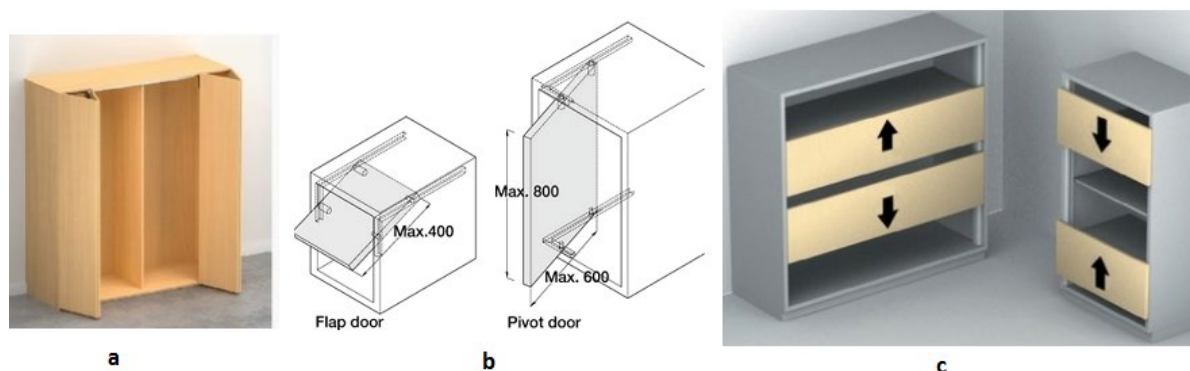 Max. 800
Max.400
Max. 600
Flap door
Pivot door
a
b
c